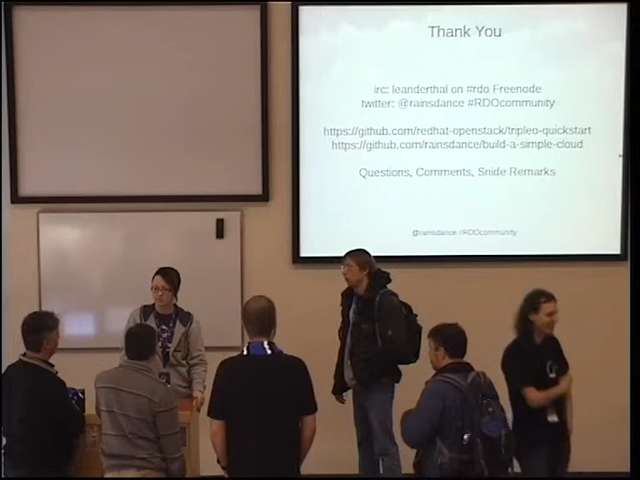 Thank You
irc: leanderthal on #rdo Freenode
twitter: @rainsdance #RDOcommunity
https://github.com/redhat-openstack/tripleo-quickstart
https://github.com/rainsdance/build-a-simple-cloud
Questions, Comments, Snide Remarks
@rainsdance #RDOcommunity